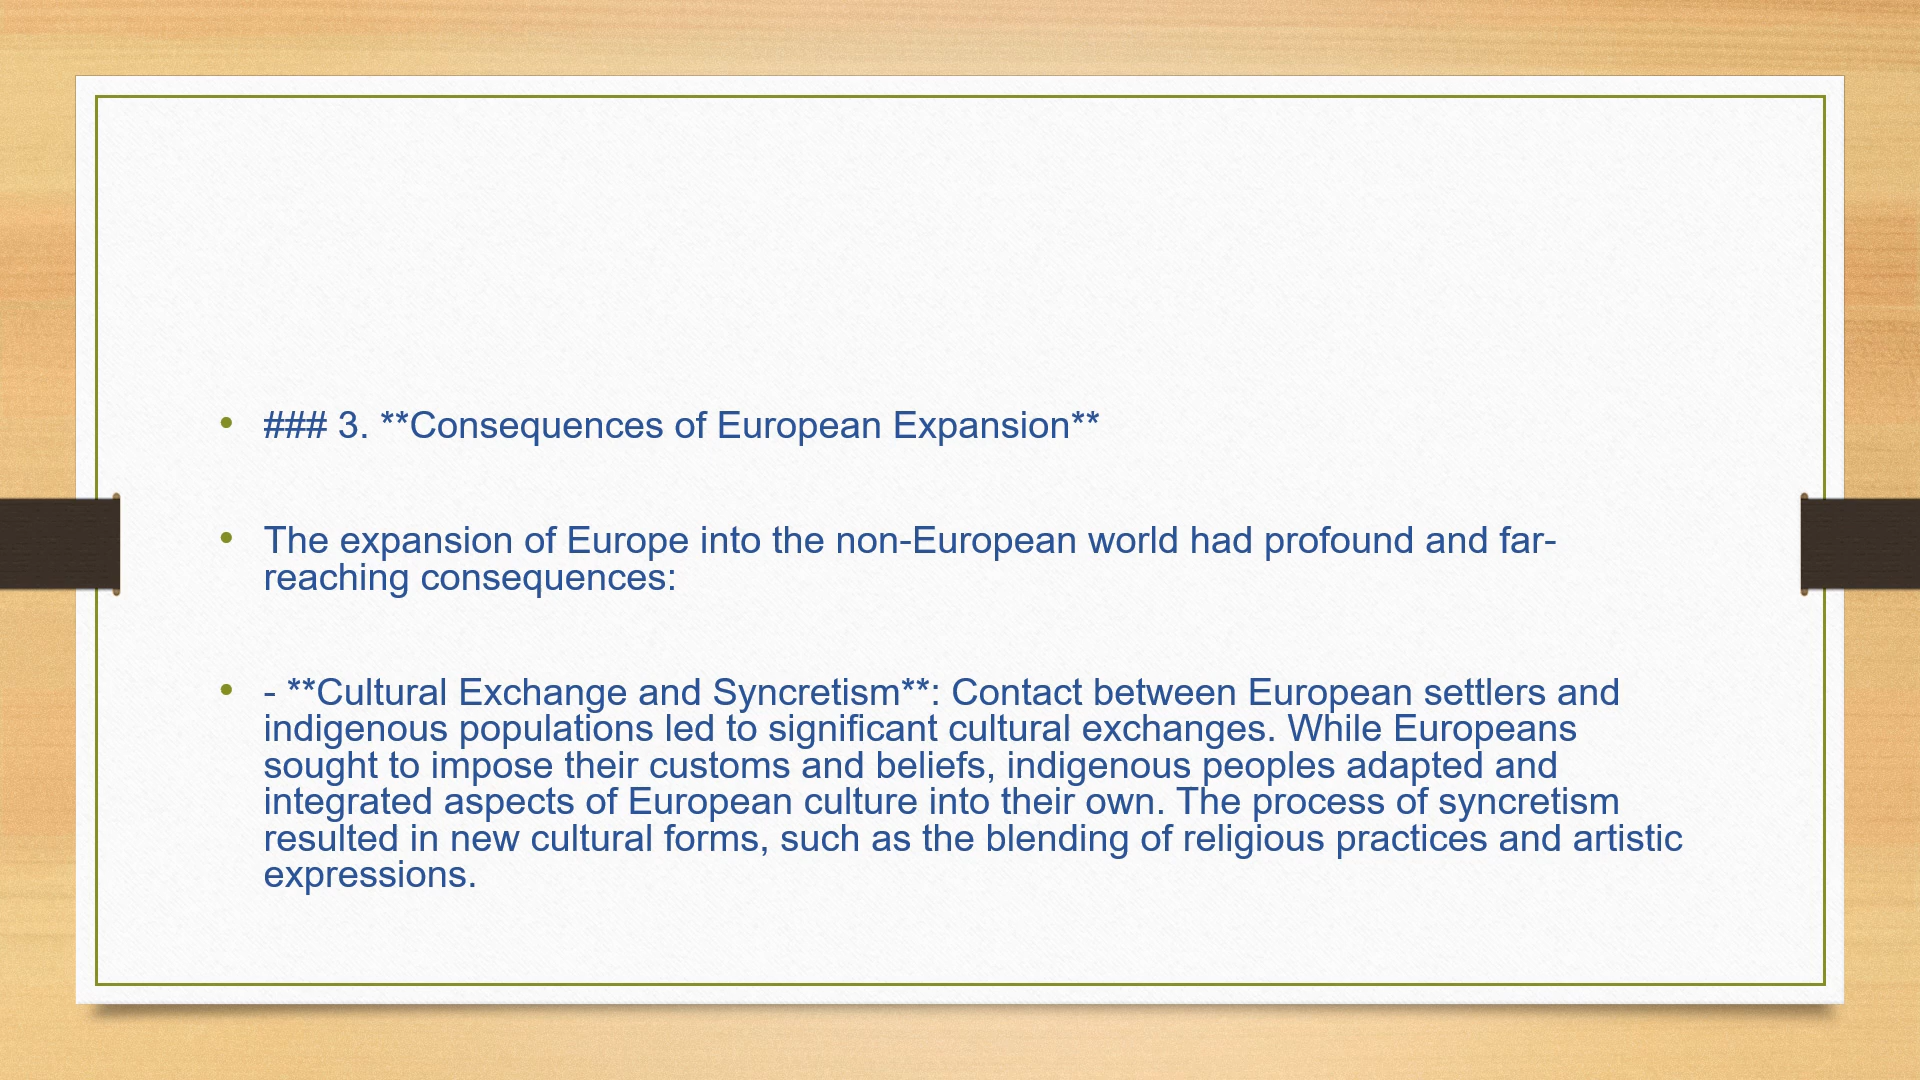 • ### 3. **Consequences of European Expansion**
• The expansion of Europe into the non-European world had profound and far-
reaching consequences:
• - **Cultural Exchange and Syncretism**: Contact between European settlers and
indigenous populations led to significant cultural exchanges. While Europeans
sought to impose their customs and beliefs, indigenous peoples adapted and
integrated aspects of European culture into their own. The process of syncretism
resulted in new cultural forms, such as the blending of religious practices and artistic
expressions.